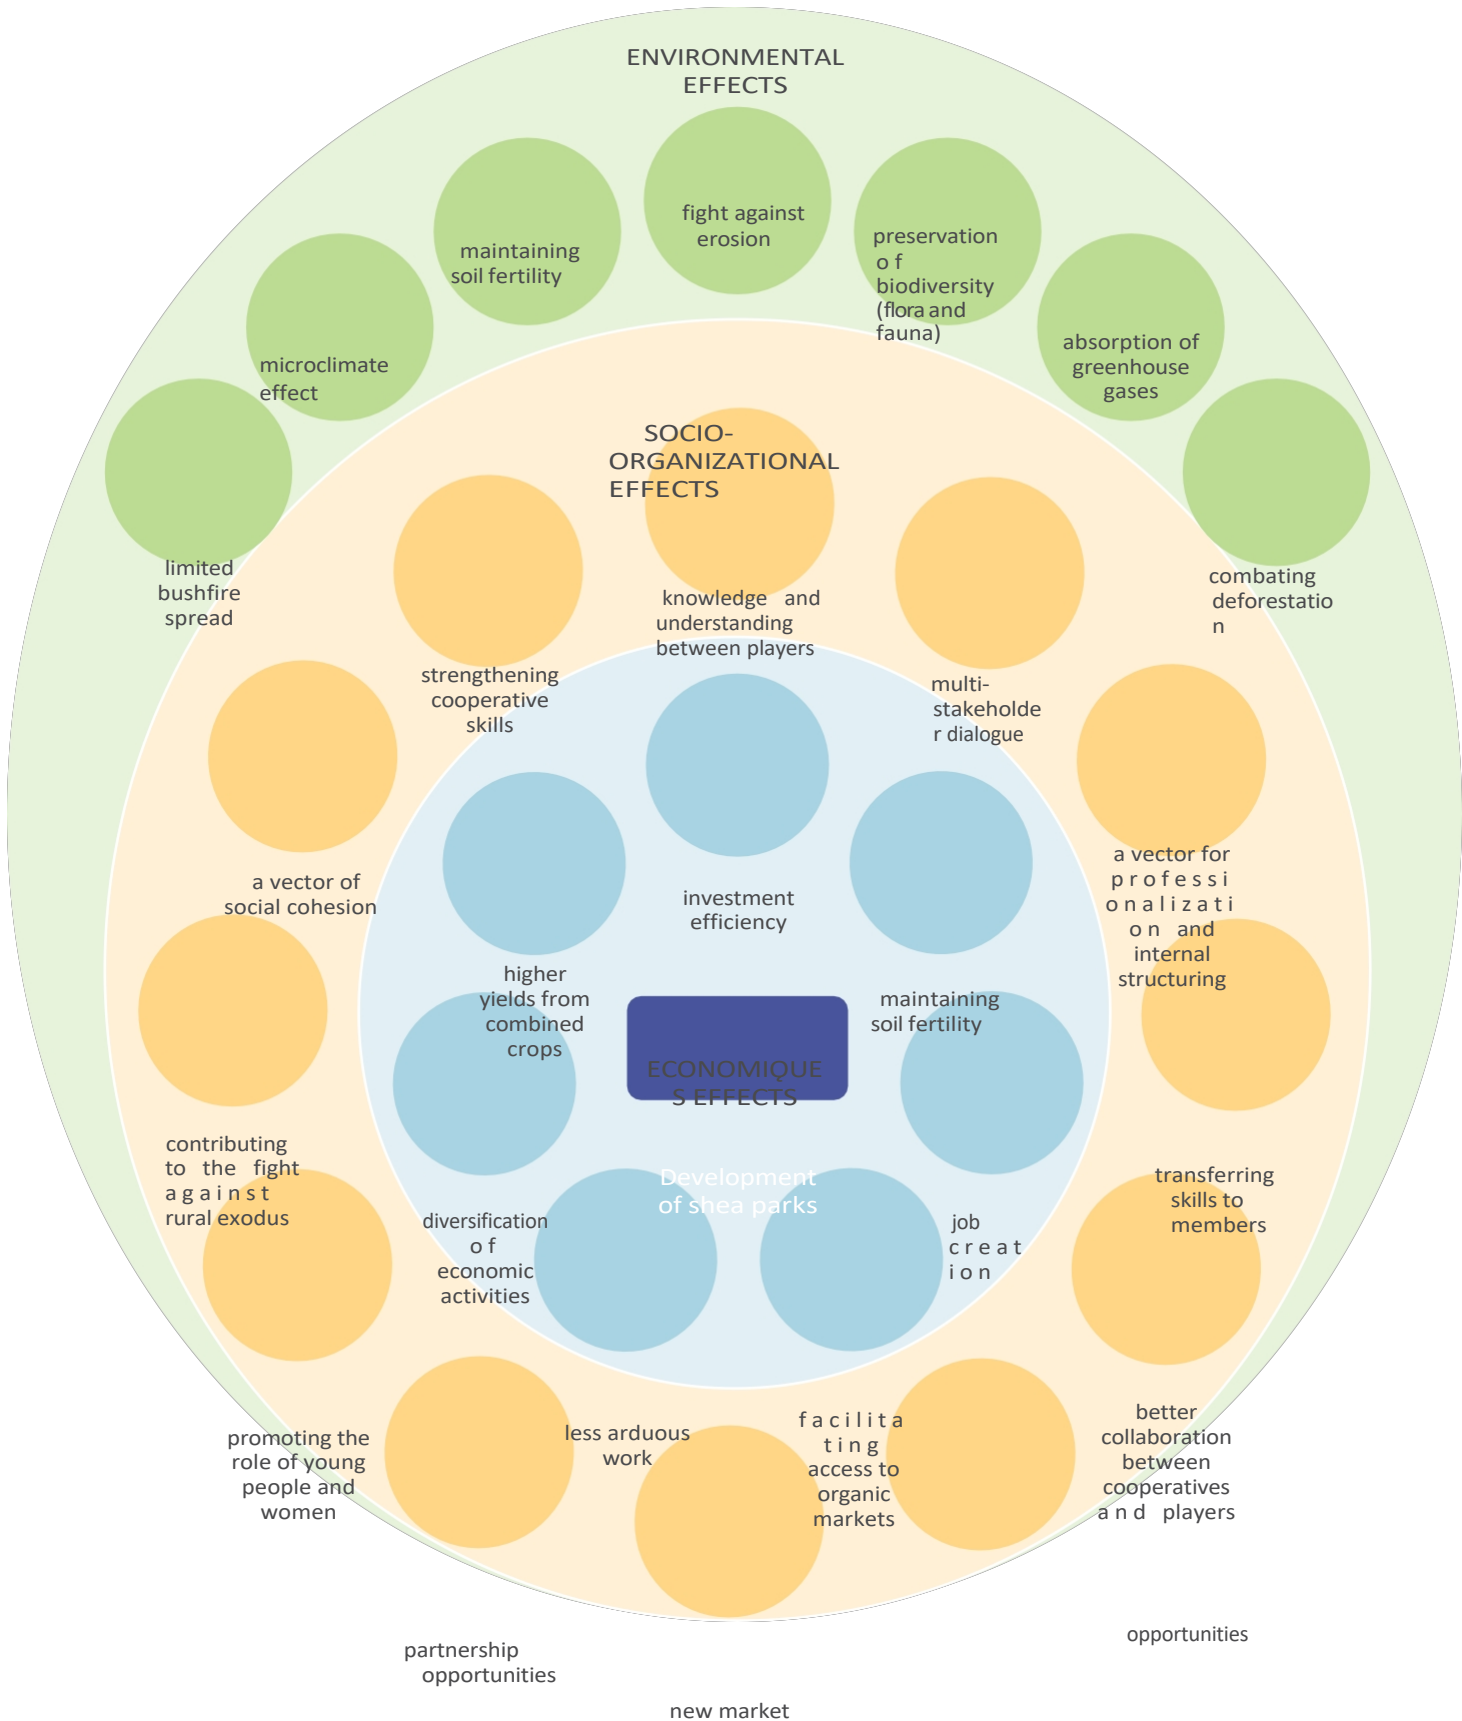 ENVIRONMENTAL
EFFECTS
fight against
erosion
maintaining
soil fertility
preservation
o f
biodiversity
(flora and
fauna)
microclimate
effect
absorption of
greenhouse
gases
limited
bushfire
spread
combating
deforestatio
n
SOCIO-
ORGANIZATIONAL
EFFECTS
knowledge and
understanding
between players
strengthening
cooperative
skills
multi-
stakeholde
r dialogue
a vector of
social cohesion
a vector for
p r o f e s s i
o n a l i z a t i
o n and
internal
structuring
investment
efficiency
higher
yields from
combined
crops
maintaining
soil fertility
ECONOMIQUE
S EFFECTS
Development
of shea parks
contributing
to the fight
a g a i n s t
rural exodus
transferring
skills to
members
diversification
o f
economic
activities
job
c r e a t
i o n
promoting the
role of young
people and
women
less arduous
work
f a c i l i t a
t i n g
access to
organic
markets
better
collaboration
between
cooperatives
a n d players
partnership
opportunities
opportunities
new market